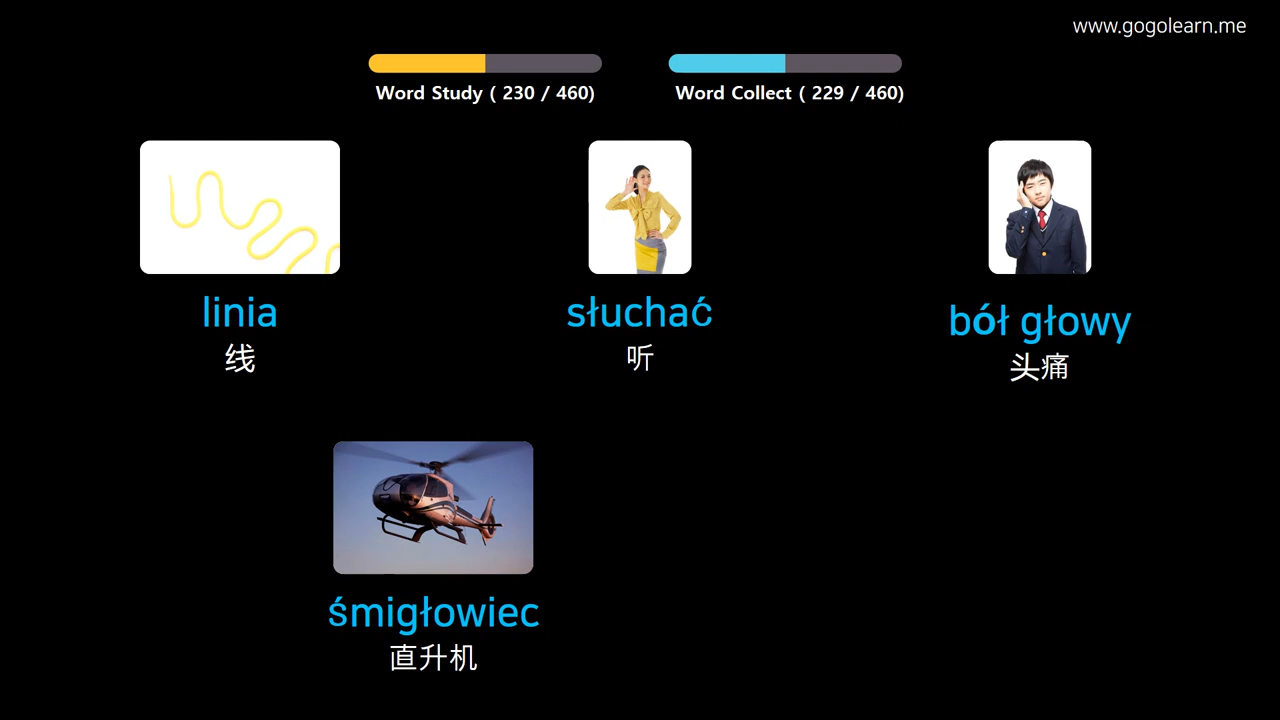 www.gogolearn.me
Word Study ( 230 / 460)
Word Collect ( 229 / 460)
linia
线
słuchać
听
ból głowy
头痛
śmigłowiec
直升机